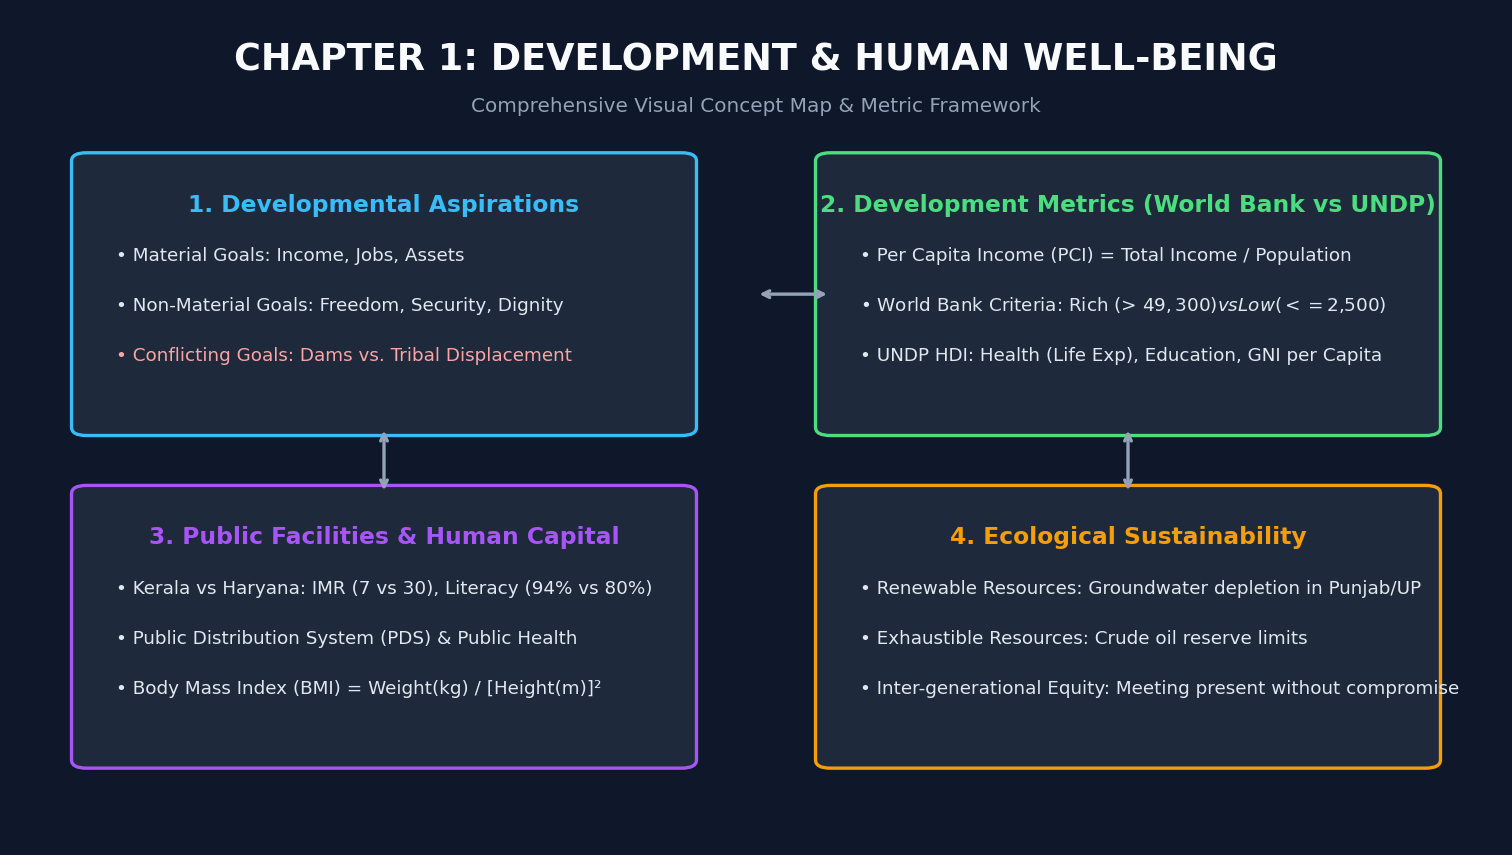 CHAPTER 1: DEVELOPMENT & HUMAN WELL-BEING
Comprehensive Visual Concept Map & Metric Framework
1. Developmental Aspirations
• Material Goals: Income, Jobs, Assets
• Non-Material Goals: Freedom, Security, Dignity
• Conflicting Goals: Dams vs. Tribal Displacement
2. Development Metrics (World Bank vs UNDP)
• Per Capita Income (PCI) = Total Income / Population
• World Bank Criteria: Rich (> 49,300)vsLow(<=2,500)
• UNDP HDI: Health (Life Exp), Education, GNI per Capita
3. Public Facilities & Human Capital
• Kerala vs Haryana: IMR (7 vs 30), Literacy (94% vs 80%)
• Public Distribution System (PDS) & Public Health
• Body Mass Index (BMI) = Weight(kg) / [Height(m)]²
4. Ecological Sustainability
• Renewable Resources: Groundwater depletion in Punjab/UP
• Exhaustible Resources: Crude oil reserve limits
• Inter-generational Equity: Meeting present without compromise